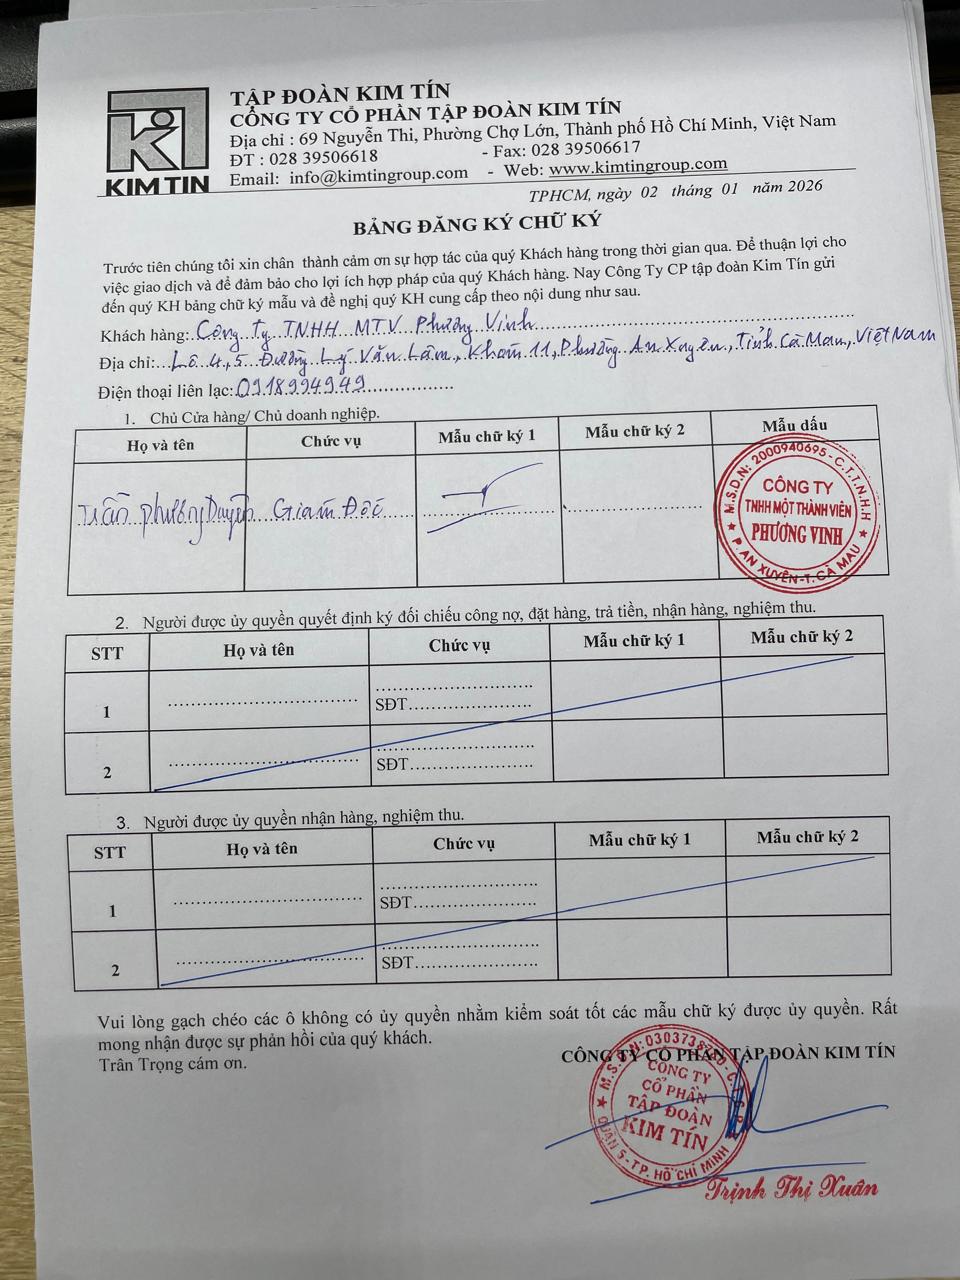 KIM TIN
TẬP ĐOÀN KIM TÍN
CÔNG TY CỔ PHẦN TẬP ĐOÀN KIM TÍN
Địa chỉ : 69 Nguyễn Thi, Phường Chợ Lớn, Thành phố Hồ Chí Minh, Việt Nam
ĐT : 028 39506618 - Fax: 028 39506617
Email: info@kimtingroup.com - Web: www.kimtingroup.com
TPHCM, ngày 02 tháng 01 năm 2026
BẢNG ĐĂNG KÝ CHỮ KÝ
Trước tiên chúng tôi xin chân thành cảm ơn sự hợp tác của quý Khách hàng trong thời gian qua. Để thuận lợi cho
việc giao dịch và để đảm bảo cho lợi ích hợp pháp của quý Khách hàng. Nay Công Ty CP tập đoàn Kim Tín gửi
đến quý KH bảng chữ ký mẫu và đề nghị quý KH cung cấp theo nội dung như sau.
Khách hàng: Công ty TNHH MTV Phương Vinh
Địa chỉ: Lô 4,5 Đường Lý Văn Lâm, Khóm 11, Phường An Xuyên, Tỉnh Cà Mau, Việt Nam
Điện thoại liên lạc: 0918994949
1. Chủ Cửa hàng/ Chủ doanh nghiệp.
Họ và tên Chức vụ Mẫu chữ ký 1 Mẫu chữ ký 2 Mẫu dấu
Trần Phương Duyên Giám Đốc
M.S.D.N: 2000940695-C.T.T.N.H.H
CÔNG TY
TNHH MỘT THÀNH VIÊN
PHƯƠNG VINH
P. AN XUYÊN-T. CÀ MAU
2. Người được ủy quyền quyết định ký đối chiếu công nợ, đặt hàng, trả tiền, nhận hàng, nghiệm thu.
STT Họ và tên Chức vụ Mẫu chữ ký 1 Mẫu chữ ký 2
1 SĐT
2 SĐT
3. Người được ủy quyền nhận hàng, nghiệm thu.
STT Họ và tên Chức vụ Mẫu chữ ký 1 Mẫu chữ ký 2
1 SĐT
2 SĐT
Vui lòng gạch chéo các ô không có ủy quyền nhằm kiểm soát tốt các mẫu chữ ký được ủy quyền. Rất
mong nhận được sự phản hồi của quý khách.
Trân Trọng cám ơn.
CÔNG TY CỔ PHẦN TẬP ĐOÀN KIM TÍN
CÔNG TY
CỔ PHẦN
TẬP ĐOÀN
KIM TÍN
QUẬN 5-TP. HỒ CHÍ MINH
Trịnh Thị Xuân